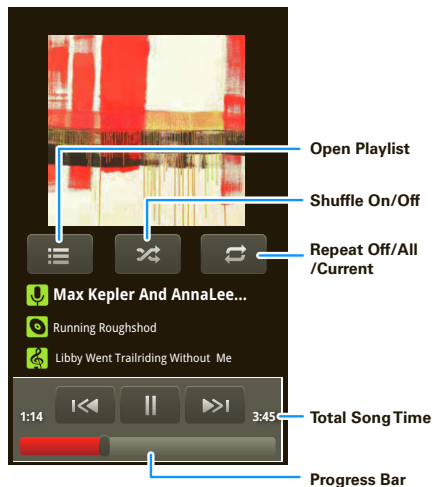 Open Playlist
Shuffle On/Off
Repeat Off/All
/Current
Max Kepler And AnnaLee...
Running Roughshod
Libby Went Trailriding Without Me
1:14
3:45
Total Song Time
Progress Bar